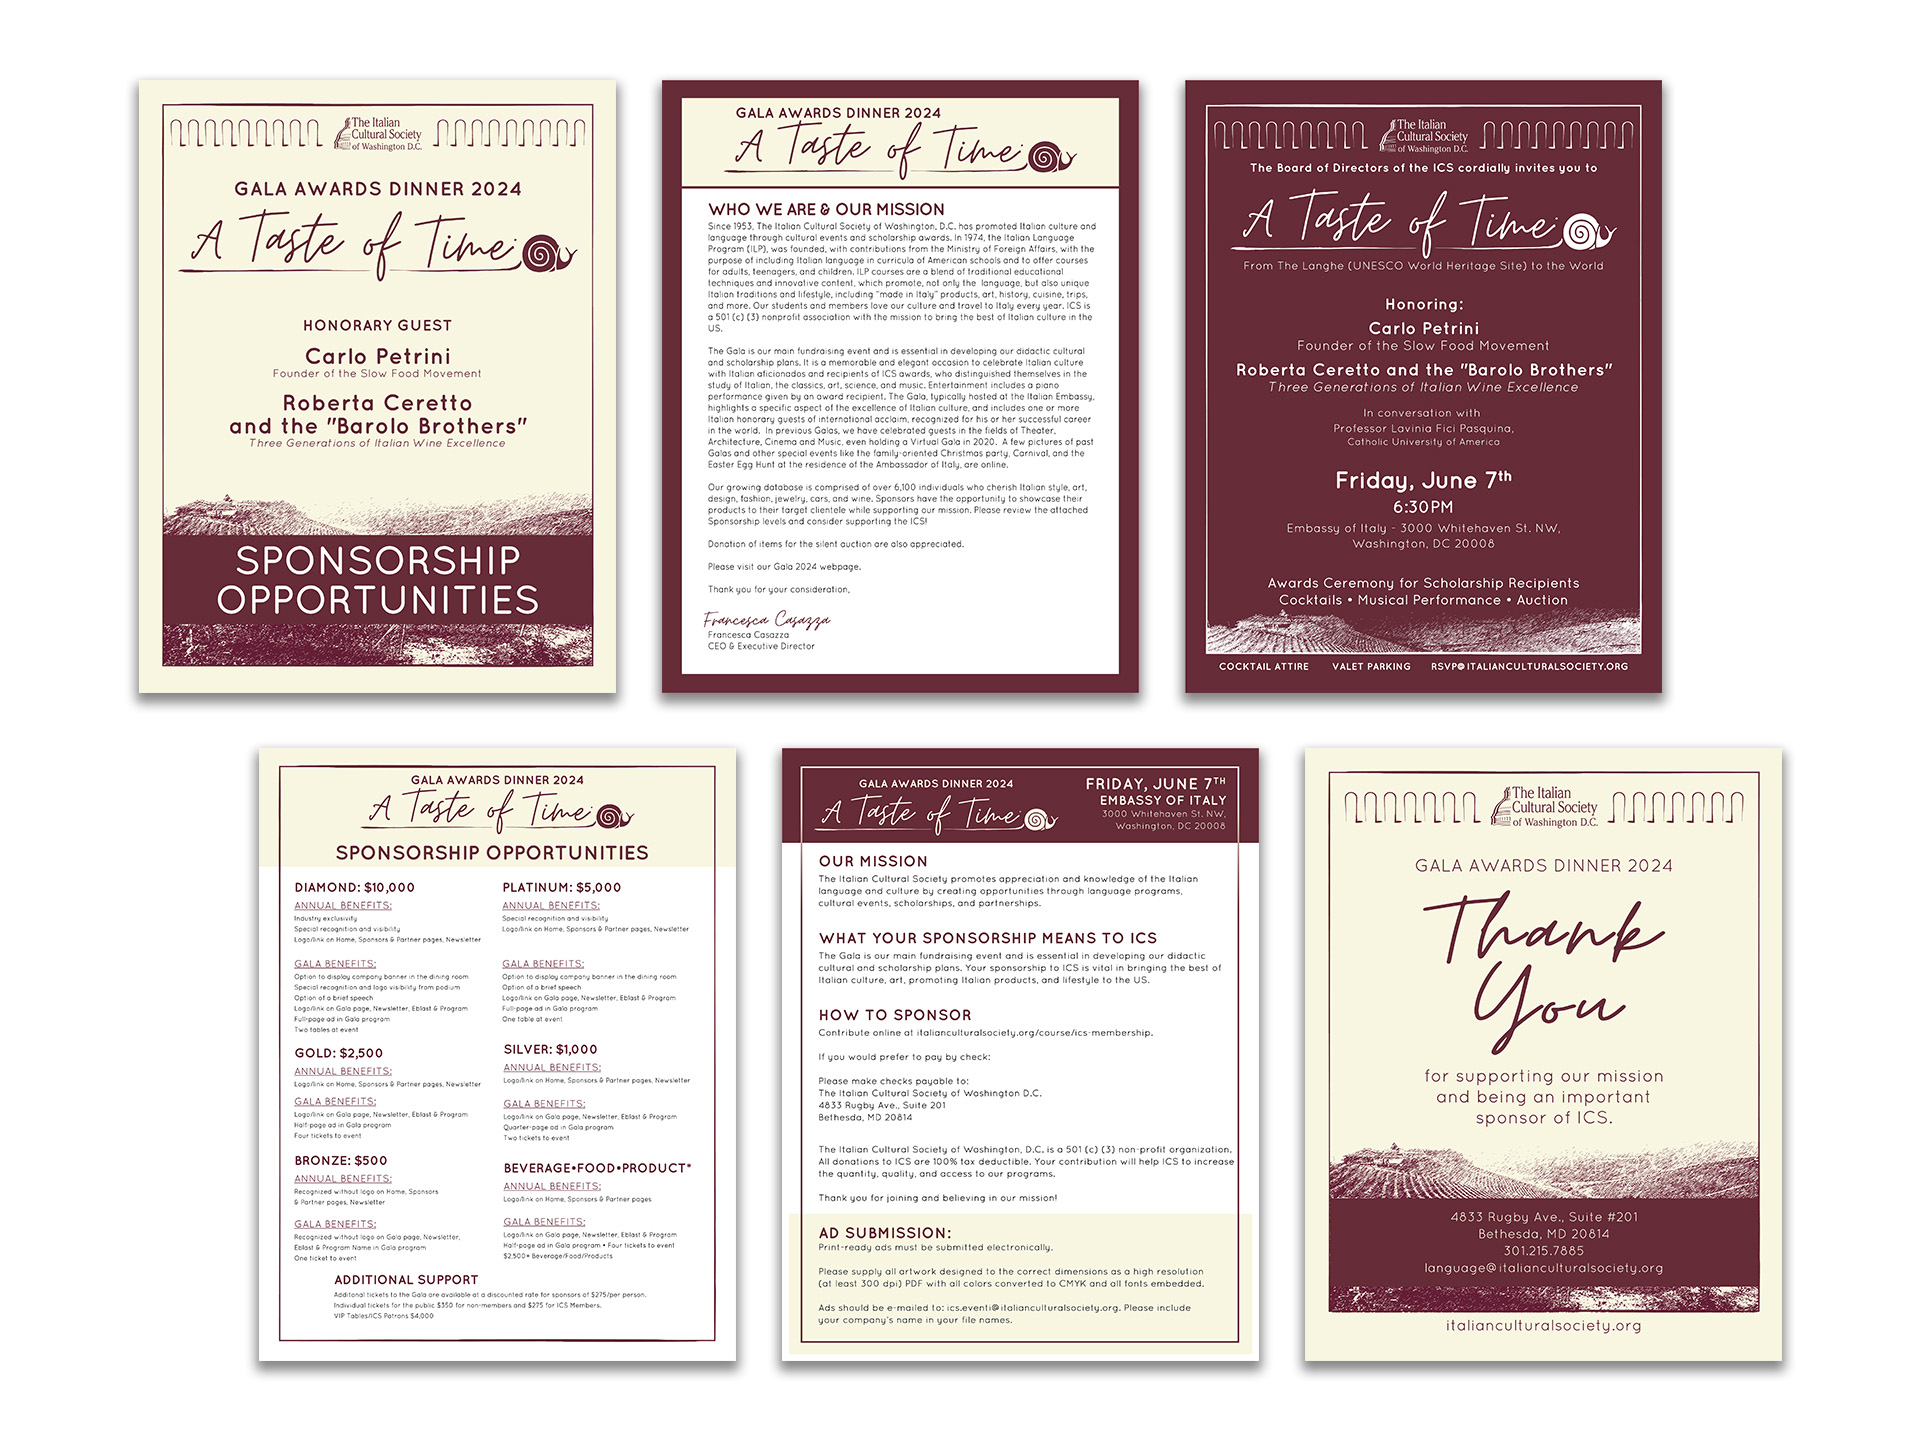 The Italian
Cultural Society
of Washington D.C.
GALA AWARDS DINNER 2024
A Taste of Time
HONORARY GUEST
Carlo Petrini
Founder of the Slow Food Movement
Roberta Ceretto
and the "Barolo Brothers"
Three Generations of Italian Wine Excellence
SPONSORSHIP
OPPORTUNITIES
GALA AWARDS DINNER 2024
A Taste of Time
WHO WE ARE & OUR MISSION
Since 1953, The Italian Cultural Society of Washington, D.C. has promoted Italian culture and
language through cultural events and scholarship awards. In 1974, the Italian Language
Program (ILP), was founded, with contributions from the Ministry of Foreign Affairs, with the
purpose of including Italian language in curricula of American schools and to offer courses
for adults, teenagers, and children. ILP courses are a blend of traditional educational
techniques and innovative content, which promote, not only the language, but also unique
Italian traditions and lifestyle, including "made in Italy" products, art, history, cuisine, trips,
and more. Our students and members love our culture and travel to Italy every year. ICS is
a 501 (c) (3) nonprofit association with the mission to bring the best of Italian culture in the
US.
The Gala is our main fundraising event and is essential in developing our didactic cultural
and scholarship plans. It is a memorable and elegant occasion to celebrate Italian culture
with Italian aficionados and recipients of ICS awards, who distinguished themselves in the
study of Italian, the classics, art, science, and music. Entertainment includes a piano
performance given by an award recipient. The Gala, typically hosted at the Italian Embassy,
highlights a specific aspect of the excellence of Italian culture, and includes one or more
Italian honorary guests of international acclaim, recognized for his or her successful career
in the world. In previous Galas, we have celebrated guests in the fields of Theater,
Architecture, Cinema and Music, even holding a Virtual Gala in 2020. A few pictures of past
Galas and other special events like the family-oriented Christmas party, Carnival, and the
Easter Egg Hunt at the residence of the Ambassador of Italy, are online.
Our growing database is comprised of over 6,100 individuals who cherish Italian style, art,
design, fashion, jewelry, cars, and wine. Sponsors have the opportunity to showcase their
products to their target clientele while supporting our mission. Please review the attached
Sponsorship levels and consider supporting the ICS!
Donation of items for the silent auction are also appreciated.
Please visit our Gala 2024 webpage.
Thank you for your consideration,
Francesca Casazza
Francesca Casazza
CEO & Executive Director
The Italian
Cultural Society
of Washington D.C.
The Board of Directors of the ICS cordially invites you to
A Taste of Time
From The Langhe (UNESCO World Heritage Site) to the World
Honoring:
Carlo Petrini
Founder of the Slow Food Movement
Roberta Ceretto and the "Barolo Brothers"
Three Generations of Italian Wine Excellence
In conversation with
Professor Lavinia Fici Pasquina,
Catholic University of America
Friday, June 7th
6:30PM
Embassy of Italy - 3000 Whitehaven St. NW,
Washington, DC 20008
Awards Ceremony for Scholarship Recipients
Cocktails • Musical Performance • Auction
COCKTAIL ATTIRE VALET PARKING RSVP@ITALIANCULTURALSOCIETY.ORG
GALA AWARDS DINNER 2024
A Taste of Time
SPONSORSHIP OPPORTUNITIES
DIAMOND: $10,000
ANNUAL BENEFITS:
Industry exclusivity
Special recognition and visibility
Logo/link on Home, Sponsors & Partner pages, Newsletter
GALA BENEFITS:
Option to display company banner in the dining room
Special recognition and logo visibility from podium
Option of a brief speech
Logo/link on Gala page, Newsletter, Eblast & Program
Full-page ad in Gala program
Two tables at event
PLATINUM: $5,000
ANNUAL BENEFITS:
Special recognition and visibility
Logo/link on Home, Sponsors & Partner pages, Newsletter
GALA BENEFITS:
Option to display company banner in the dining room
Option of a brief speech
Logo/link on Gala page, Newsletter, Eblast & Program
Full-page ad in Gala program
One table at event
GOLD: $2,500
ANNUAL BENEFITS:
Logo/link on Home, Sponsors & Partner pages, Newsletter
GALA BENEFITS:
Logo/link on Gala page, Newsletter, Eblast & Program
Half-page ad in Gala program
Four tickets to event
SILVER: $1,000
ANNUAL BENEFITS:
Logo/link on Home, Sponsors & Partner pages, Newsletter
GALA BENEFITS:
Logo/link on Gala page, Newsletter, Eblast & Program
Quarter-page ad in Gala program
Two tickets to event
BRONZE: $500
ANNUAL BENEFITS:
Recognized without logo on Home, Sponsors
& Partner pages, Newsletter
GALA BENEFITS:
Recognized without logo on Gala page, Newsletter,
Eblast & Program Name in Gala program
One ticket to event
BEVERAGE•FOOD•PRODUCT*
ANNUAL BENEFITS:
Logo/link on Home, Sponsors & Partner pages
GALA BENEFITS:
Logo/link on Gala page, Newsletter, Eblast & Program
Half-page ad in Gala program • Four tickets to event
$2,500+ Beverage/Food/Products
ADDITIONAL SUPPORT
Additonal tickets to the Gala are available at a discounted rate for sponsors of $275/per person.
Individual tickets for the public $350 for non-members and $275 for ICS Members.
VIP Tables/ICS Patrons $4,000
GALA AWARDS DINNER 2024
A Taste of Time
FRIDAY, JUNE 7TH
EMBASSY OF ITALY
3000 Whitehaven St. NW,
Washington, DC 20008
OUR MISSION
The Italian Cultural Society promotes appreciation and knowledge of the Italian
language and culture by creating opportunities through language programs,
cultural events, scholarships, and partnerships.
WHAT YOUR SPONSORSHIP MEANS TO ICS
The Gala is our main fundraising event and is essential in developing our didactic
cultural and scholarship plans. Your sponsorship to ICS is vital in bringing the best of
Italian culture, art, promoting Italian products, and lifestyle to the US.
HOW TO SPONSOR
Contribute online at italianculturalsociety.org/course/ics-membership.
If you would prefer to pay by check:
Please make checks payable to:
The Italian Cultural Society of Washington D.C.
4833 Rugby Ave., Suite 201
Bethesda, MD 20814
The Italian Cultural Society of Washington, D.C. is a 501 (c) (3) non-profit organization.
All donations to ICS are 100% tax deductible. Your contribution will help ICS to increase
the quantity, quality, and access to our programs.
Thank you for joining and believing in our mission!
AD SUBMISSION:
Print-ready ads must be submitted electronically.
Please supply all artwork designed to the correct dimensions as a high resolution
(at least 300 dpi) PDF with all colors converted to CMYK and all fonts embedded.
Ads should be e-mailed to: ics.eventi@italianculturalsociety.org. Please include
your company's name in your file names.
The Italian
Cultural Society
of Washington D.C.
GALA AWARDS DINNER 2024
Thank
You
for supporting our mission
and being an important
sponsor of ICS.
4833 Rugby Ave., Suite #201
Bethesda, MD 20814
301.215.7885
language@italianculturalsociety.org
italianculturalsociety.org